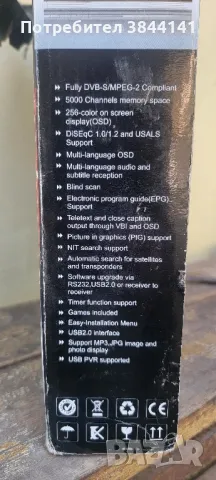 Потребител 3844141
Fully DVB-S/MPEG-2 Compliant
5000 Channels memory space
256-color on screen
display(OSD)
DiSEqC 1.0/1.2 and USALS
Support
Multi-language OSD
Multi-language audio and
subtitle reception
Blind scan
Electronic program guide(EPG)
Support
Teletext and close caption
output through VBI and OSD
Picture in graphics (PIG) support
NIT search support
Automatic search for satellites
and transponders
Software upgrade via
RS232,USB2.0 or receiver to
receiver
Timer function support
Games included
Easy-Installation Menu
USB2.0 interface
Support MP3,JPG image and
photo display
USB PVR supported
CE
bazar.bg